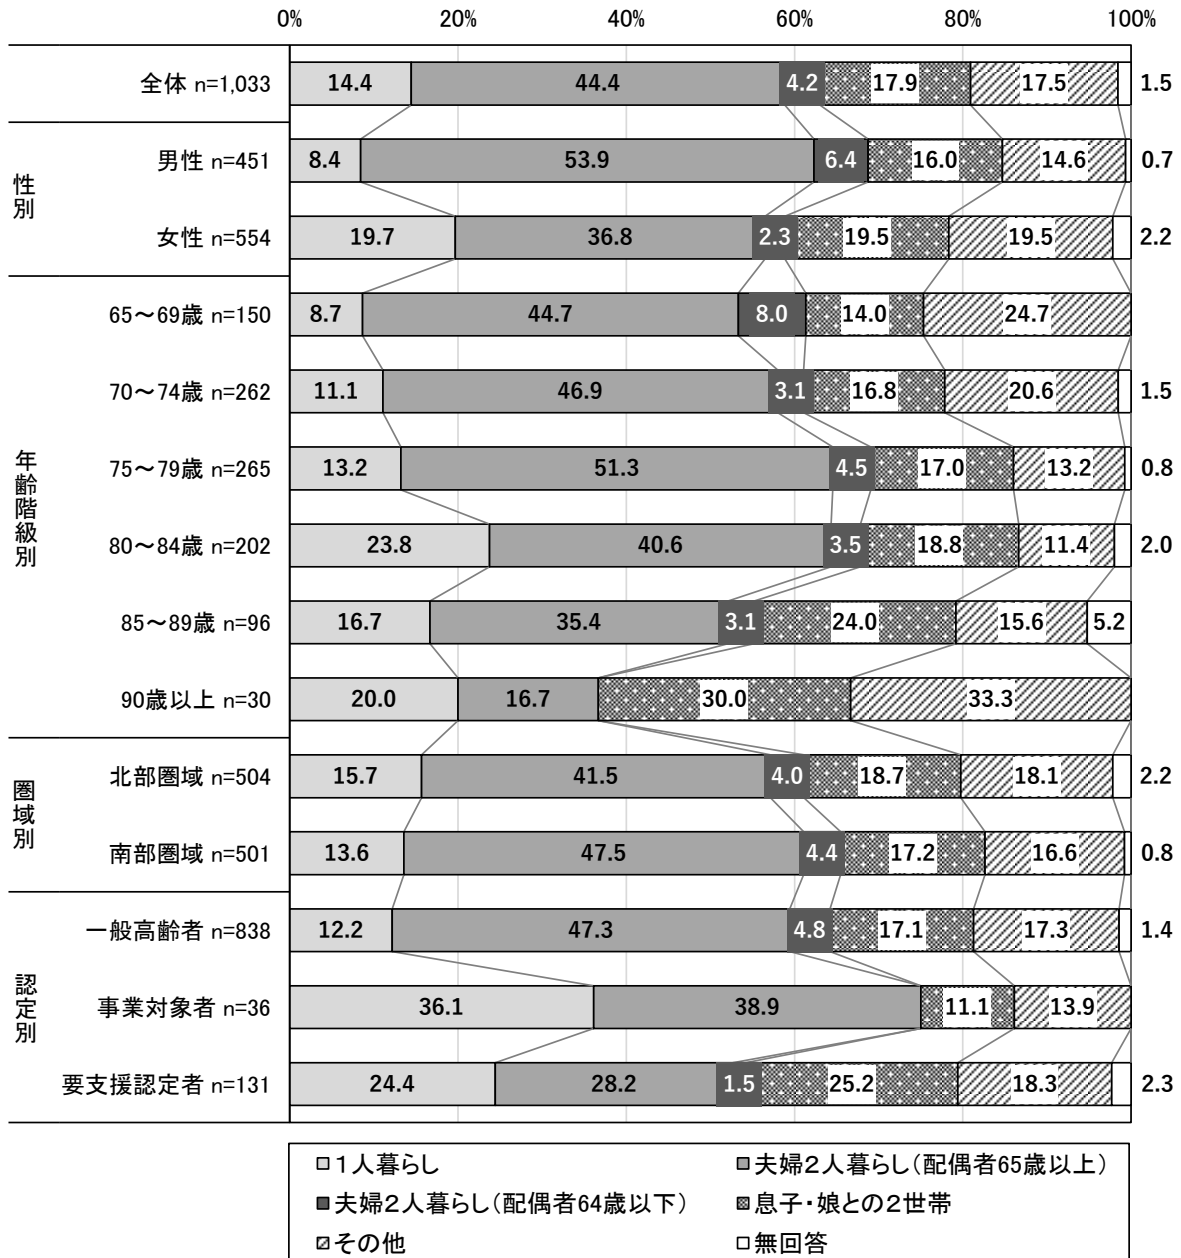 0% 20% 40% 60% 80% 100%
全体 n=1,033 14.4 44.4 4.2 17.9 17.5 1.5
性別
男性 n=451 8.4 53.9 6.4 16.0 14.6 0.7
女性 n=554 19.7 36.8 2.3 19.5 19.5 2.2
年齢階級別
65～69歳 n=150 8.7 44.7 8.0 14.0 24.7
70～74歳 n=262 11.1 46.9 3.1 16.8 20.6 1.5
75～79歳 n=265 13.2 51.3 4.5 17.0 13.2 0.8
80～84歳 n=202 23.8 40.6 3.5 18.8 11.4 2.0
85～89歳 n=96 16.7 35.4 3.1 24.0 15.6 5.2
90歳以上 n=30 20.0 16.7 30.0 33.3
圏域別
北部圏域 n=504 15.7 41.5 4.0 18.7 18.1 2.2
南部圏域 n=501 13.6 47.5 4.4 17.2 16.6 0.8
認定別
一般高齢者 n=838 12.2 47.3 4.8 17.1 17.3 1.4
事業対象者 n=36 36.1 38.9 11.1 13.9
要支援認定者 n=131 24.4 28.2 1.5 25.2 18.3 2.3
１人暮らし 夫婦２人暮らし（配偶者65歳以上）
夫婦２人暮らし（配偶者64歳以下） 息子・娘との２世帯
その他 無回答